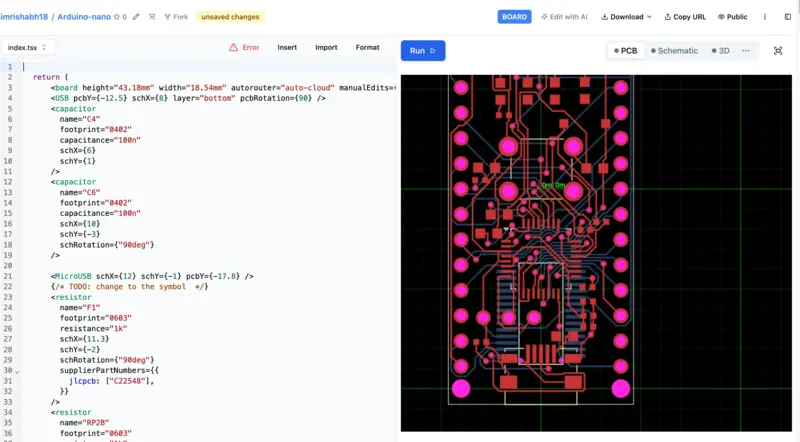 imrishabh18 / Arduino-nano 0 Fork unsaved changes BOARD Edit with AI Download Copy URL Public
index.tsx Error Insert Import Format Run PCB Schematic 3D
1
2 return (
3 <board height="43.18mm" width="18.54mm" autorouter="auto-cloud" manualEdits={
4 <USB pcbY={-12.5} schX={8} layer="bottom" pcbRotation={90} />
5 <capacitor
6 name="C4"
7 footprint="0402"
8 capacitance="100n"
9 schX={6}
10 schY={1}
11 />
12 <capacitor
13 name="C6"
14 footprint="0402"
15 capacitance="100n"
16 schX={10}
17 schY={-3}
18 schRotation={"90deg"}
19 />
20
21 <MicroUSB schX={12} schY={-1} pcbY={-17.8} />
22 {/* TODO: change to the symbol */}
23 <resistor
24 name="F1"
25 footprint="0603"
26 resistance="1k"
27 schX={11.3}
28 schY={-2}
29 schRotation={"90deg"}
30 supplierPartNumbers={{
31 jlcpcb: ["C22548"],
32 }}
33 />
34 <resistor
35 name="RP2B"
36 footprint="0603"